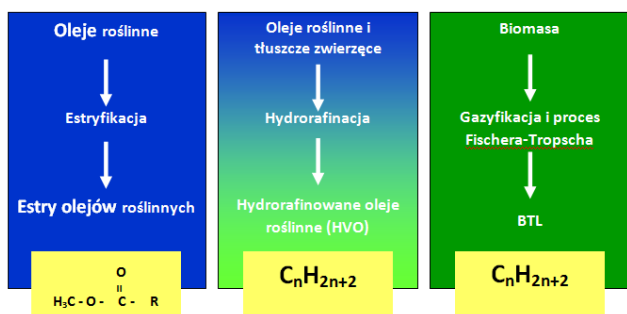 Oleje roślinne
Estryfikacja
Estry olejów roślinnych
O
=
H₃C - O - C - R
Oleje roślinne i
tłuszcze zwierzęce
Hydrorafinacja
Hydrorafinowane oleje
roślinne (HVO)
CₙH₂ₙ₊₂
Biomasa
Gazyfikacja i proces
Fischera-Tropscha
BTL
CₙH₂ₙ₊₂